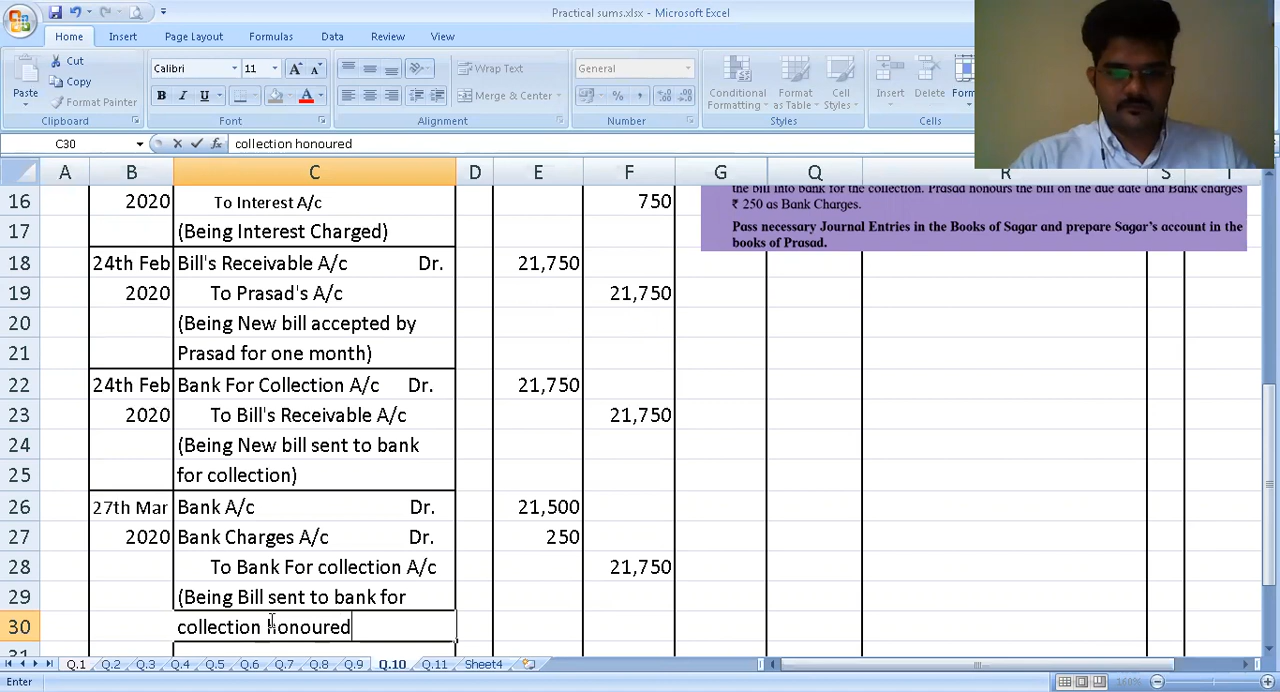 Practical sums.xlsx - Microsoft Excel
Home Insert Page Layout Formulas Data Review View
Cut
Copy
Format Painter
Paste
Calibri 11
Wrap Text
Merge & Center
General
Conditional Formatting
Format as Table
Cell Styles
Insert Delete Form
Clipboard Font Alignment Number Styles Cells
C30 collection honoured
A B C D E F G Q R S T
16 2020 To Interest A/c 750
17 (Being Interest Charged)
18 24th Feb Bill's Receivable A/c Dr. 21,750
19 2020 To Prasad's A/c 21,750
20 (Being New bill accepted by
21 Prasad for one month)
22 24th Feb Bank For Collection A/c Dr. 21,750
23 2020 To Bill's Receivable A/c 21,750
24 (Being New bill sent to bank
25 for collection)
26 27th Mar Bank A/c Dr. 21,500
27 2020 Bank Charges A/c Dr. 250
28 To Bank For collection A/c 21,750
29 (Being Bill sent to bank for
30 collection honoured
the bill into bank for the collection. Prasad honours the bill on the due date and Bank charges
₹ 250 as Bank Charges.
Pass necessary Journal Entries in the Books of Sagar and prepare Sagar's account in the
books of Prasad.
Q.1 Q.2 Q.3 Q.4 Q.5 Q.6 Q.7 Q.8 Q.9 Q.10 Q.11 Sheet4
Enter 160%